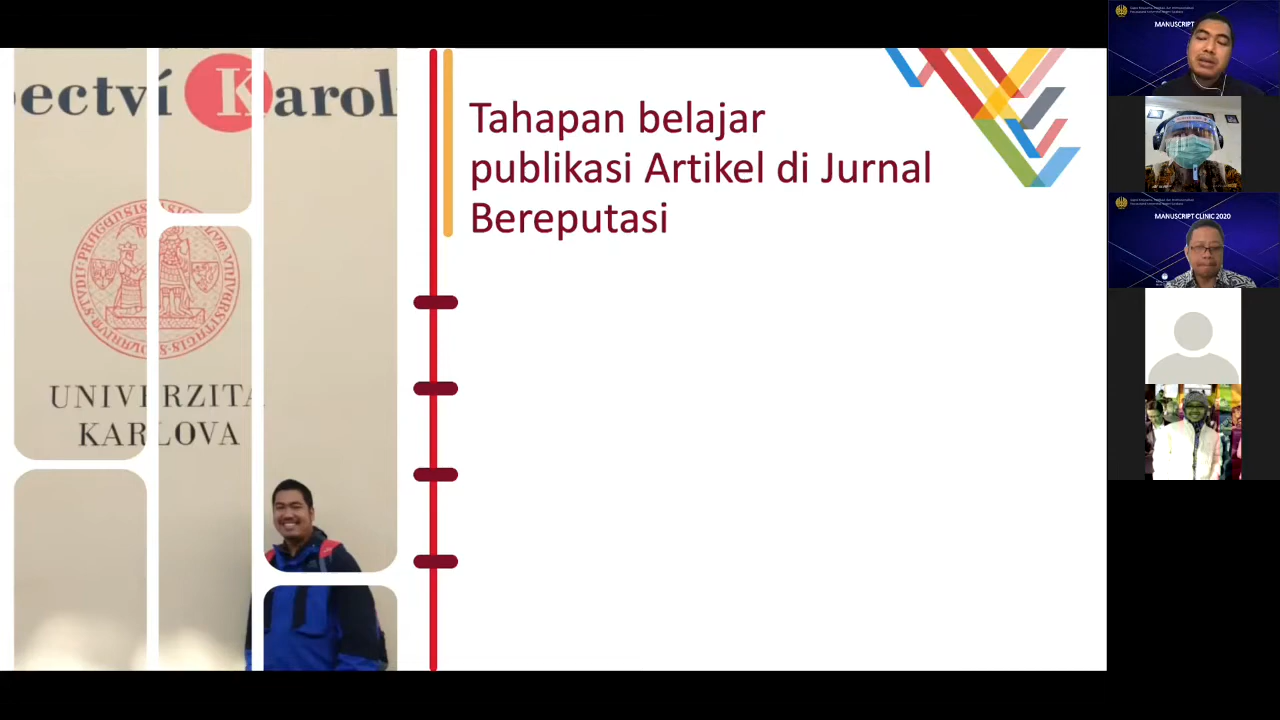 ectví Karol
UNIVERZITA
KARLOVA
Tahapan belajar
publikasi Artikel di Jurnal
Bereputasi
MANUSCRIPT
MANUSCRIPT CLINIC 2020